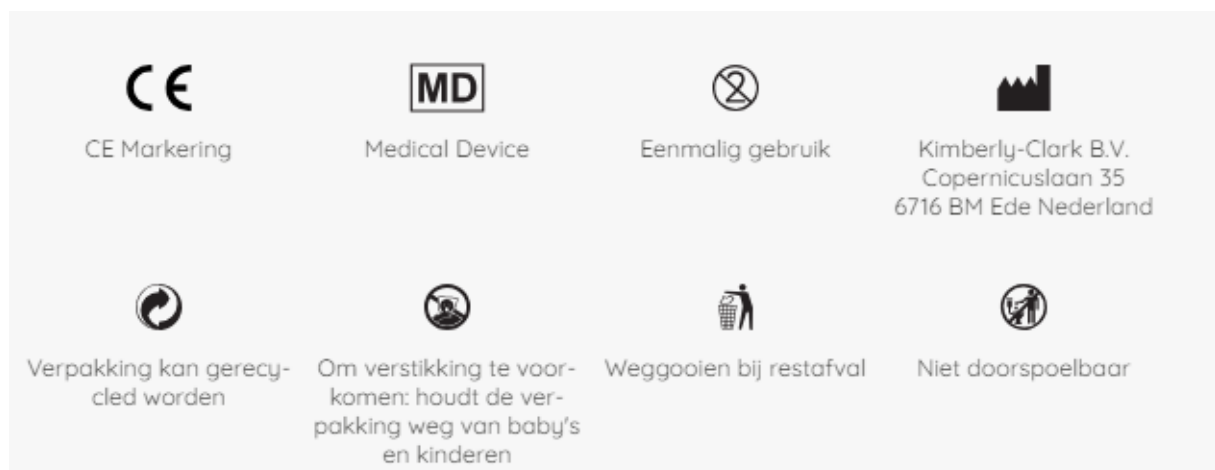 CE
MD
2
CE Markering
Medical Device
Eenmalig gebruik
Kimberly-Clark B.V.
Copernicuslaan 35
6716 BM Ede Nederland
Verpakking kan gerecy-
cled worden
Om verstikking te voor-
komen: houdt de ver-
pakking weg van baby's
en kinderen
Weggooien bij restafval
Niet doorspoelbaar